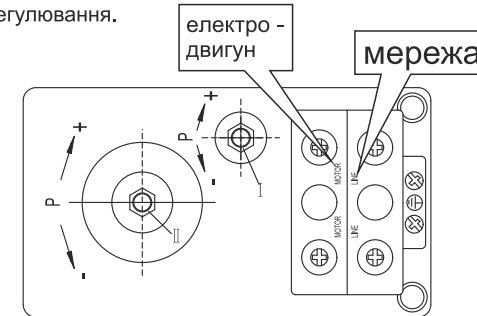 егулювання.
електро -
двигун
мережа
+
P
-
+
P
-
I
II
MOTOR
LINE
MOTOR
LINE